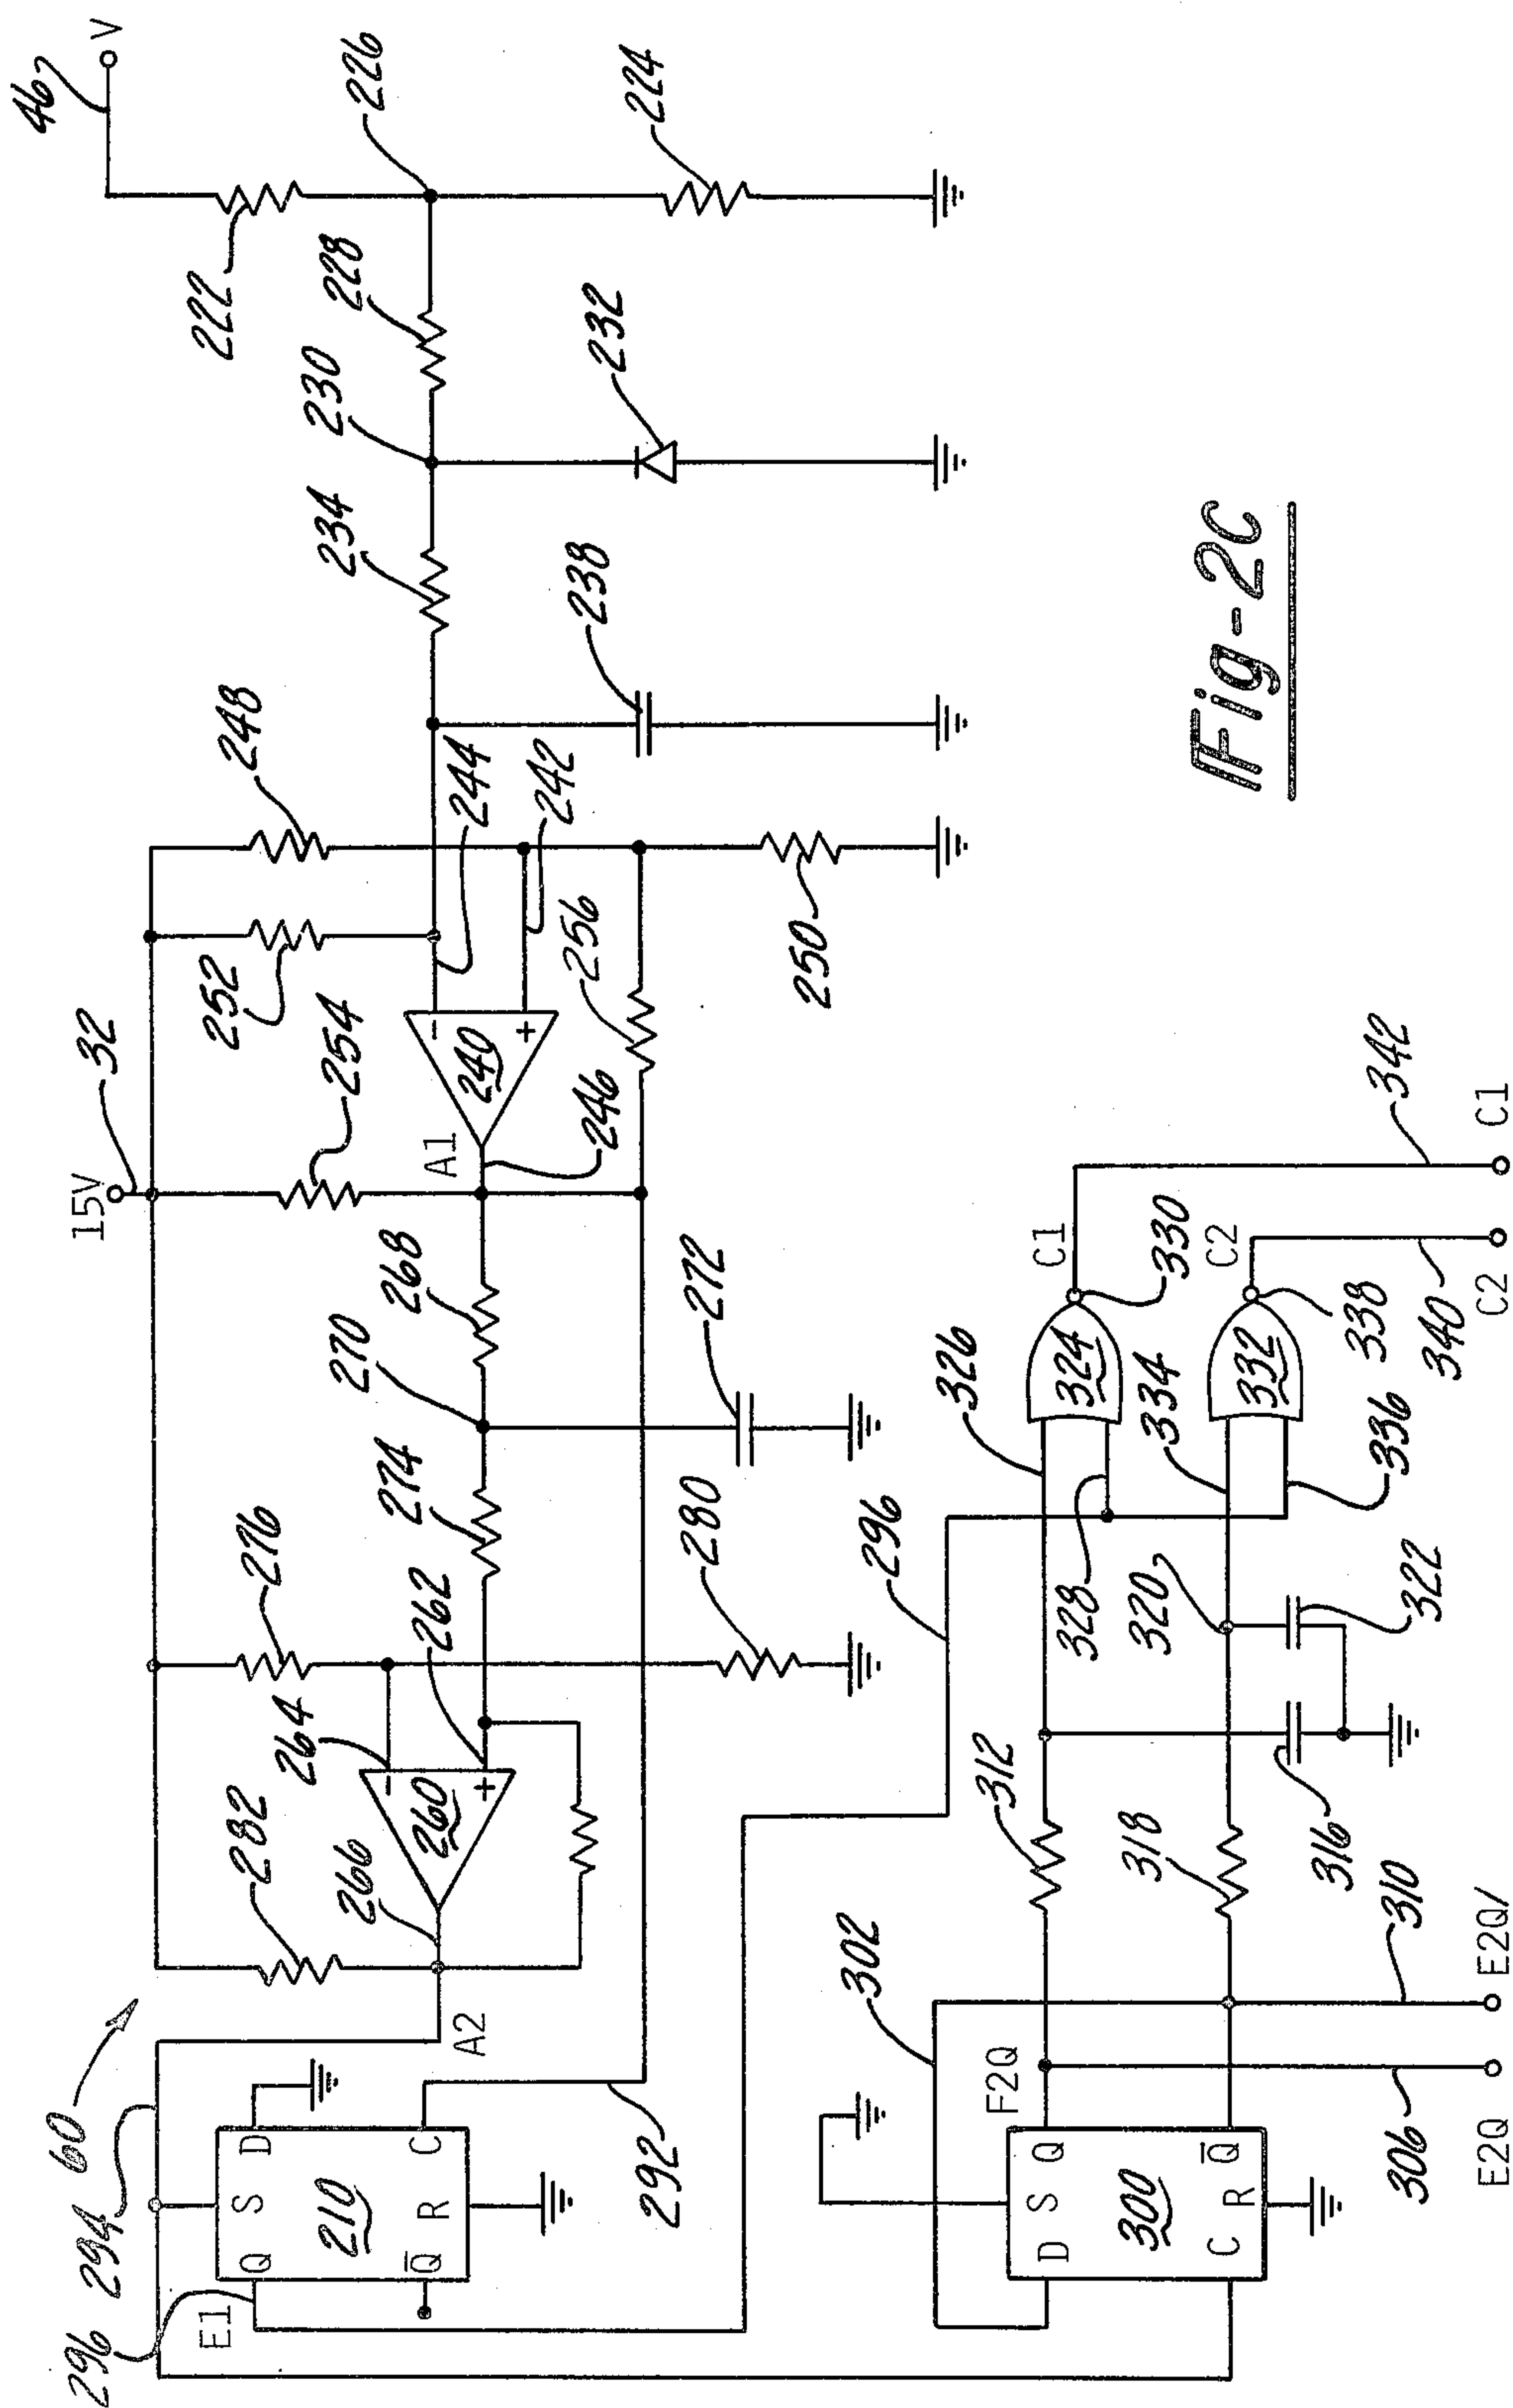 46
V
222
226
224
228
230
232
234
238
248
244
242
252
256
250
15V
32
254
240
-
+
A1
246
268
270
272
274
276
262
280
264
282
260
-
+
266
60
294
A2
296
E1
Q
S
D
210
Q̅
R
C
292
296
326
C1
324
328
330
342
C1
334
C2
332
336
338
340
C2
320
322
312
318
316
302
310
E2Q/
F2Q
D
S
Q
300
C
R
Q̅
306
E2Q
Fig-2C